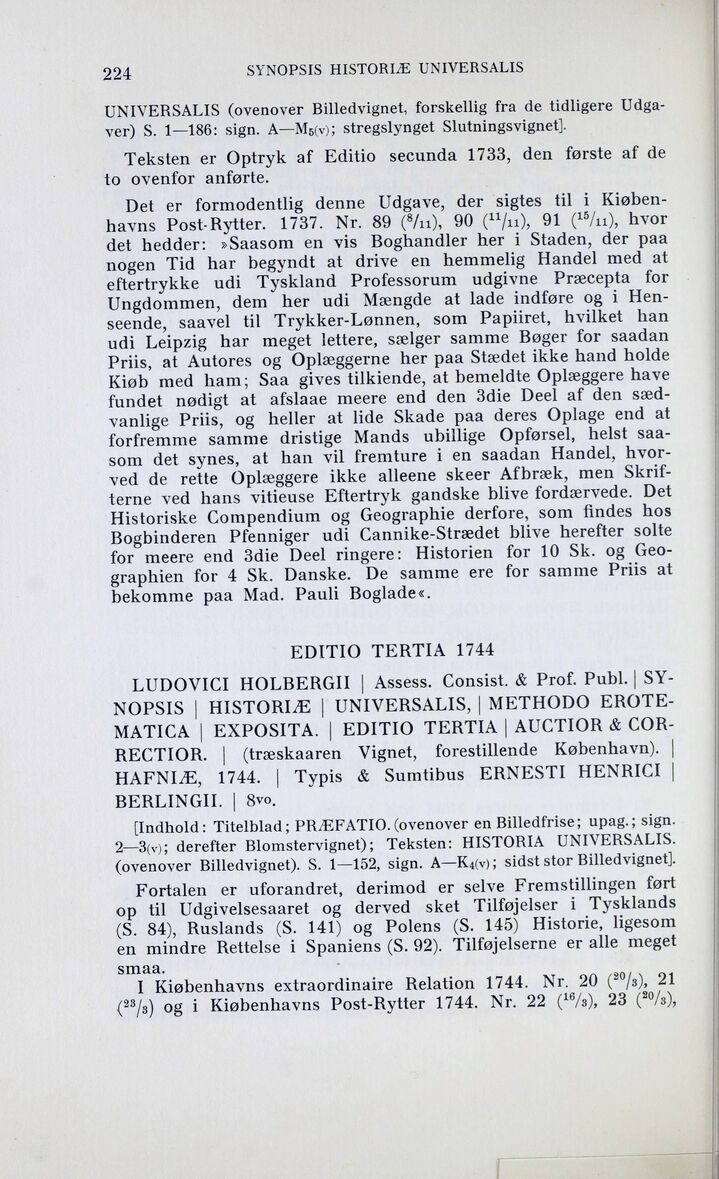 224
SYNOPSIS HISTORIÆ UNIVERSALIS
UNIVERSALIS (ovenover Billedvignet, forskellig fra de tidligere Udga-
ver) S. 1—186: sign. A—M5(v); stregslynget Slutningsvignet].
Teksten er Optryk af Editio secunda 1733, den første af de
to ovenfor anførte.
Det er formodentlig denne Udgave, der sigtes til i Kiøben-
havns Post-Rytter. 1737. Nr. 89 (8/11), 90 (11/11), 91 (15/11), hvor
det hedder: »Saasom en vis Boghandler her i Staden, der paa
nogen Tid har begyndt at drive en hemmelig Handel med at
eftertrykke udi Tyskland Professorum udgivne Præcepta for
Ungdommen, dem her udi Mængde at lade indføre og i Hen-
seende, saavel til Trykker-Lønnen, som Papiiret, hvilket han
udi Leipzig har meget lettere, sælger samme Bøger for saadan
Priis, at Autores og Oplæggerne her paa Stædet ikke hand holde
Kiøb med ham; Saa gives tilkiende, at bemeldte Oplæggere have
fundet nødigt at afslaae meere end den 3die Deel af den sæd-
vanlige Priis, og heller at lide Skade paa deres Oplage end at
forfremme samme dristige Mands ubillige Opførsel, helst saa-
som det synes, at han vil fremture i en saadan Handel, hvor-
ved de rette Oplæggere ikke alleene skeer Afbræk, men Skrif-
terne ved hans vitieuse Eftertryk gandske blive fordærvede. Det
Historiske Compendium og Geographie derfore, som findes hos
Bogbinderen Pfenniger udi Cannike-Strædet blive herefter solte
for meere end 3die Deel ringere: Historien for 10 Sk. og Geo-
graphien for 4 Sk. Danske. De samme ere for samme Priis at
bekomme paa Mad. Pauli Boglade«.
EDITIO TERTIA 1744
LUDOVICI HOLBERGII | Assess. Consist. & Prof. Publ. | SY-
NOPSIS | HISTORIÆ | UNIVERSALIS, | METHODO EROTE-
MATICA | EXPOSITA. | EDITIO TERTIA | AUCTIOR & COR-
RECTIOR. | (træskaaren Vignet, forestillende København). |
HAFNIÆ, 1744. | Typis & Sumtibus ERNESTI HENRICI |
BERLINGII. | 8vo.
[Indhold: Titelblad; PRÆFATIO. (ovenover en Billedfrise; upag.; sign.
2—3(v); derefter Blomstervignet); Teksten: HISTORIA UNIVERSALIS.
(ovenover Billedvignet). S. 1—152, sign. A—K4(v); sidst stor Billedvignet].
Fortalen er uforandret, derimod er selve Fremstillingen ført
op til Udgivelsesaaret og derved sket Tilføjelser i Tysklands
(S. 84), Ruslands (S. 141) og Polens (S. 145) Historie, ligesom
en mindre Rettelse i Spaniens (S. 92). Tilføjelserne er alle meget
smaa.
I Kiøbenhavns extraordinaire Relation 1744. Nr. 20 (20/3), 21
(23/3) og i Kiøbenhavns Post-Rytter 1744. Nr. 22 (16/3), 23 (20/3),